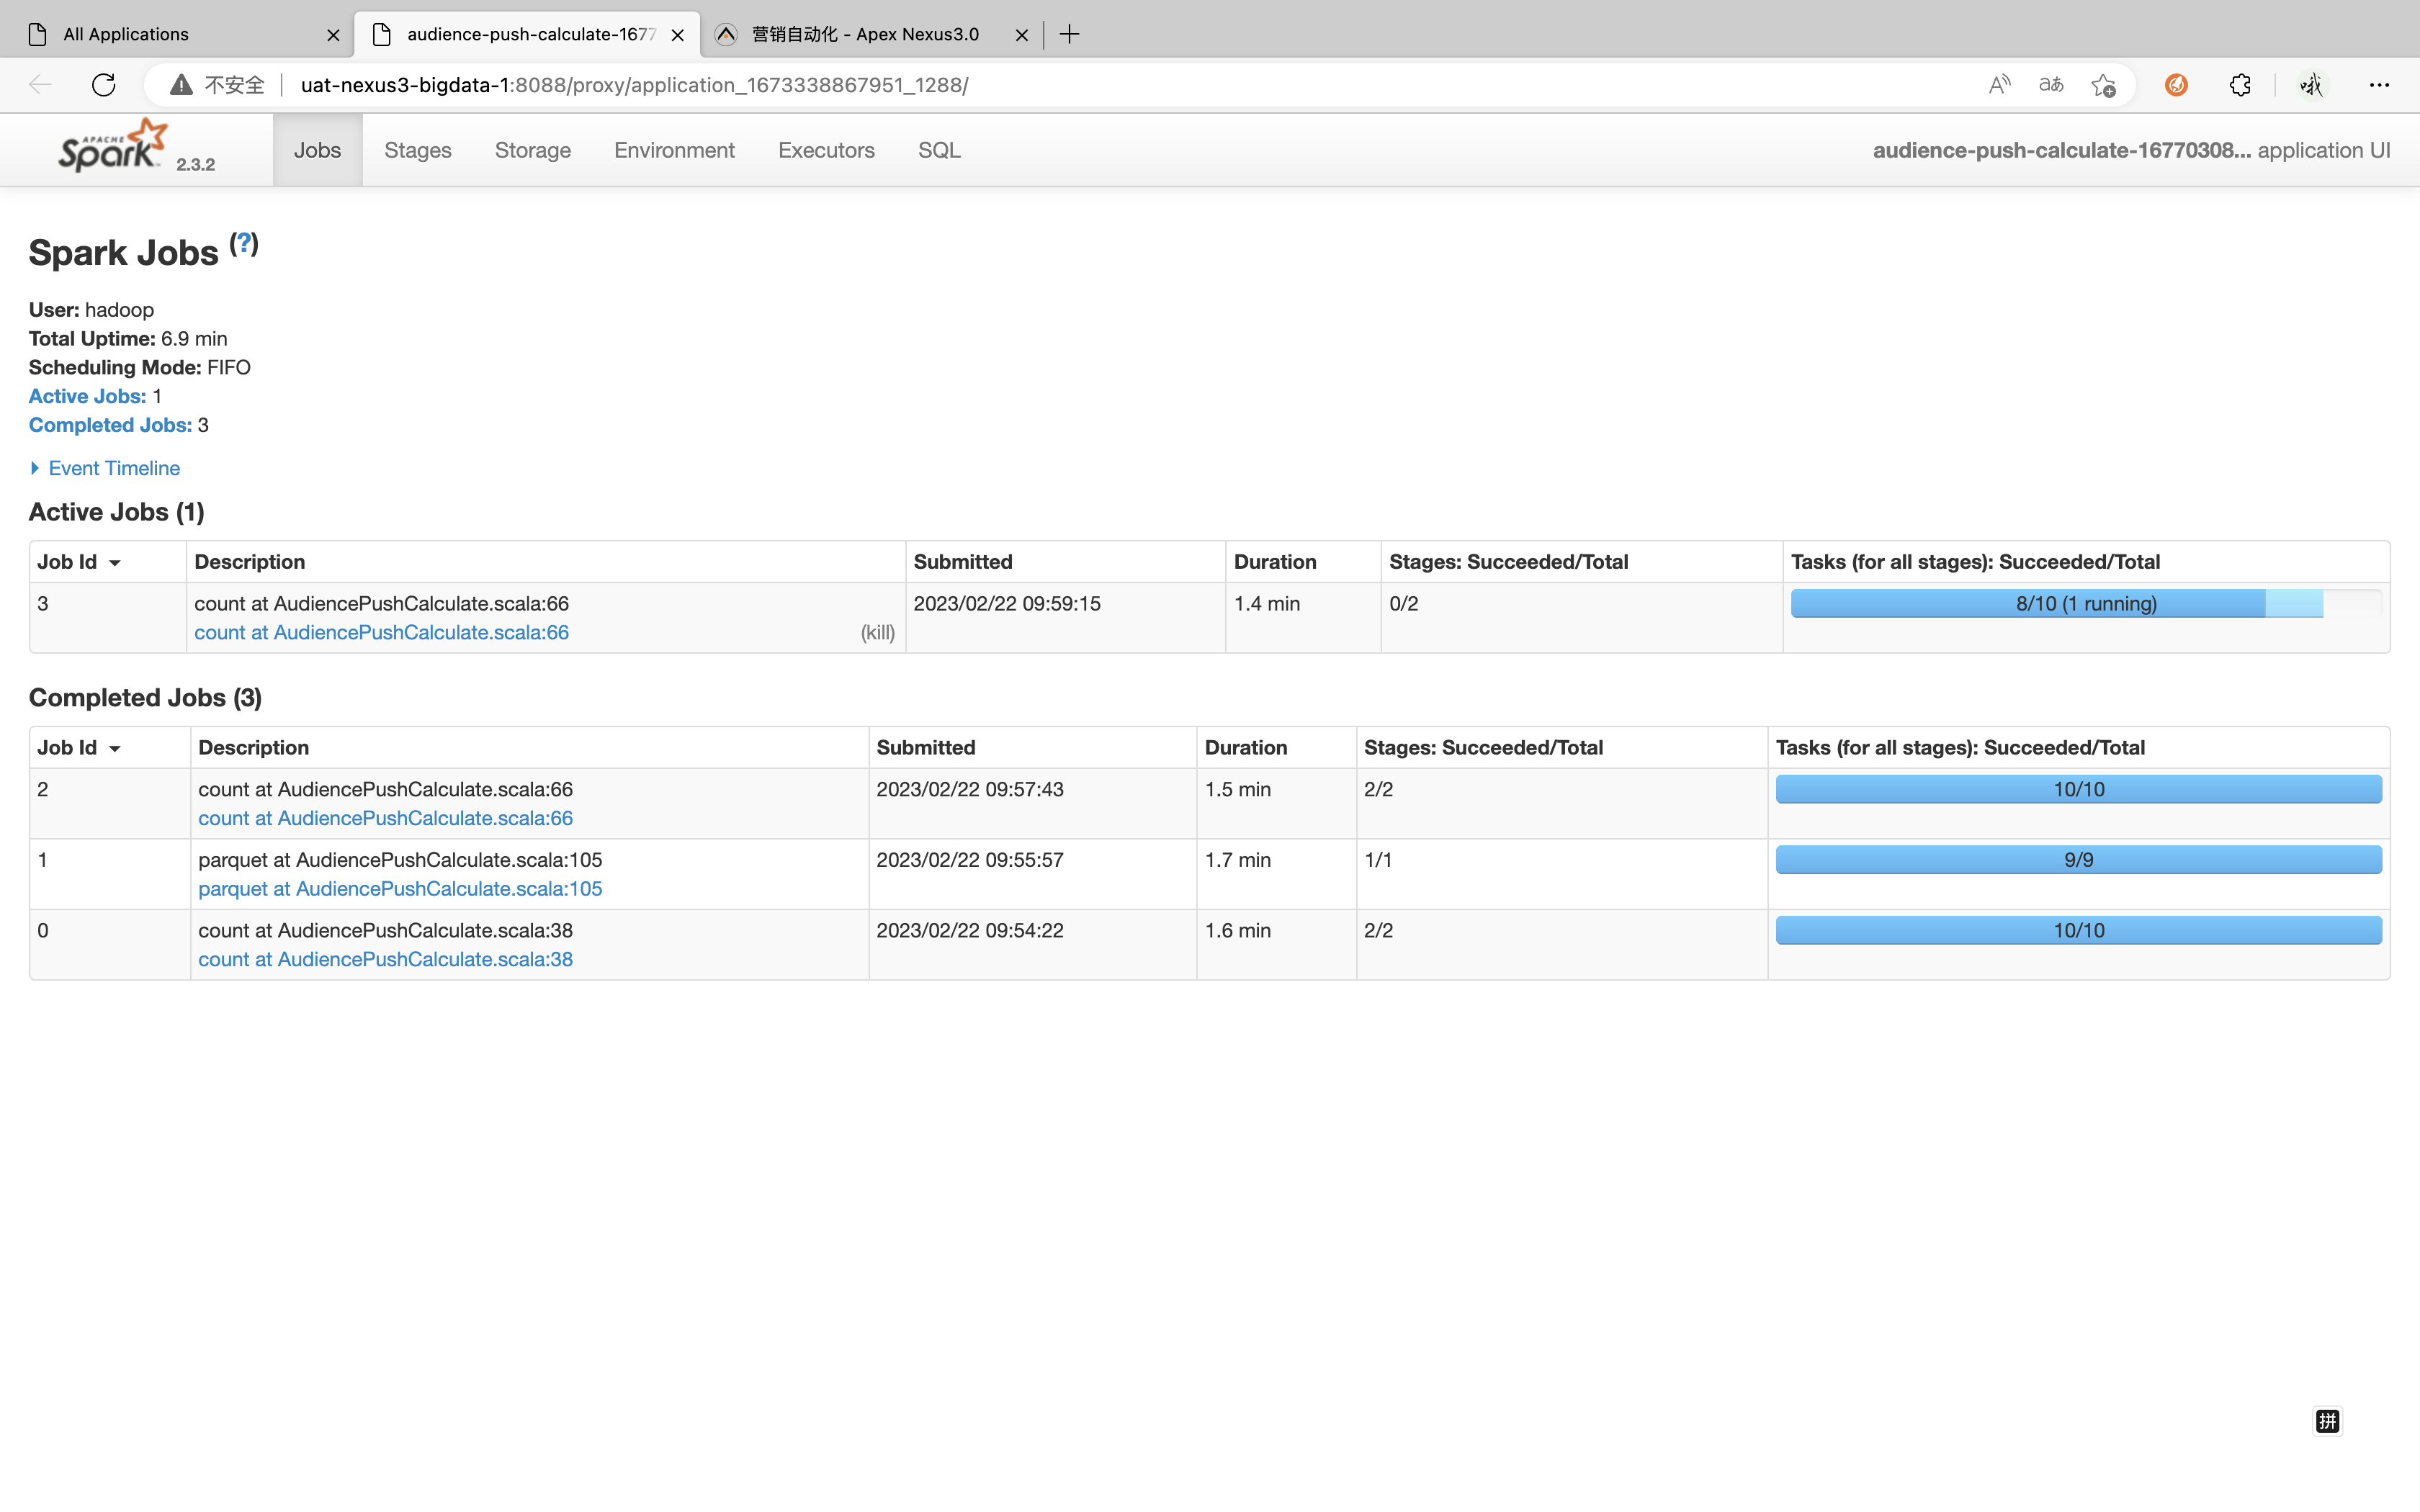 All Applications
audience-push-calculate-1677
营销自动化 - Apex Nexus3.0
不安全
uat-nexus3-bigdata-1:8088/proxy/application_1673338867951_1288/
APACHE Spark 2.3.2
Jobs Stages Storage Environment Executors SQL
audience-push-calculate-16770308... application UI
Spark Jobs (?)
User: hadoop
Total Uptime: 6.9 min
Scheduling Mode: FIFO
Active Jobs: 1
Completed Jobs: 3
Event Timeline
Active Jobs (1)
Job Id Description Submitted Duration Stages: Succeeded/Total Tasks (for all stages): Succeeded/Total
3 count at AudiencePushCalculate.scala:66 2023/02/22 09:59:15 1.4 min 0/2 8/10 (1 running)
count at AudiencePushCalculate.scala:66 (kill)
Completed Jobs (3)
Job Id Description Submitted Duration Stages: Succeeded/Total Tasks (for all stages): Succeeded/Total
2 count at AudiencePushCalculate.scala:66 2023/02/22 09:57:43 1.5 min 2/2 10/10
count at AudiencePushCalculate.scala:66
1 parquet at AudiencePushCalculate.scala:105 2023/02/22 09:55:57 1.7 min 1/1 9/9
parquet at AudiencePushCalculate.scala:105
0 count at AudiencePushCalculate.scala:38 2023/02/22 09:54:22 1.6 min 2/2 10/10
count at AudiencePushCalculate.scala:38
拼